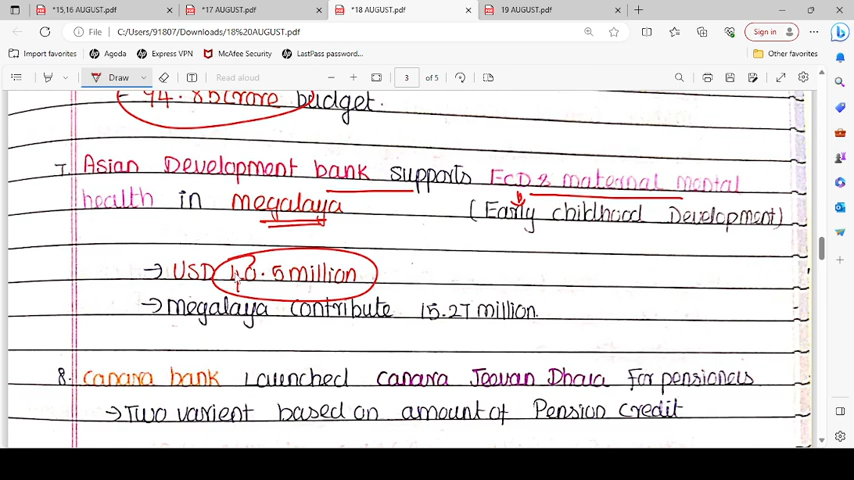 *15,16 AUGUST.pdf
*17 AUGUST.pdf
*18 AUGUST.pdf
19 AUGUST.pdf
File
C:/Users/91807/Downloads/18%20AUGUST.pdf
Sign in
Import favorites
Agoda
Express VPN
McAfee Security
LastPass password...
Other favorites
Draw
Read aloud
3
of 5
budget.
7. Asian Development bank supports ECD & maternal mental
health in megalaya (Early childhood Development)
→ USD million
→ megalaya contribute 15.27 million.
8. canara bank Launched canara Jeevan Dhara For pensioners
→ Two varient based on amount of Pension credit